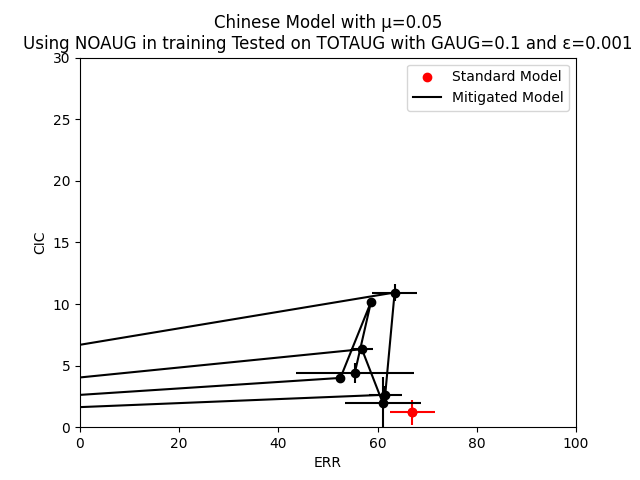 Chinese Model with μ=0.05
Using NOAUG in training Tested on TOTAUG with GAUG=0.1 and ε=0.001
30
25
20
15
10
5
0
CIC
Standard Model
Mitigated Model
0 20 40 60 80 100
ERR